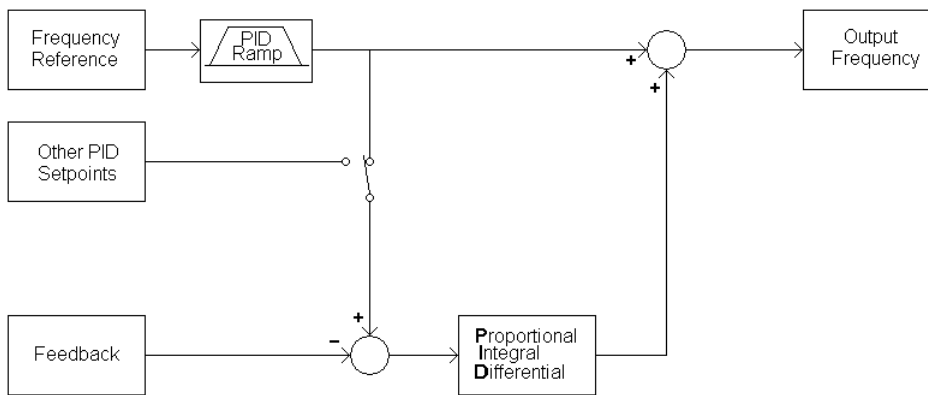 Frequency
Reference
PID
Ramp
+
+
Output
Frequency
Other PID
Setpoints
+
−
Feedback
Proportional
Integral
Differential